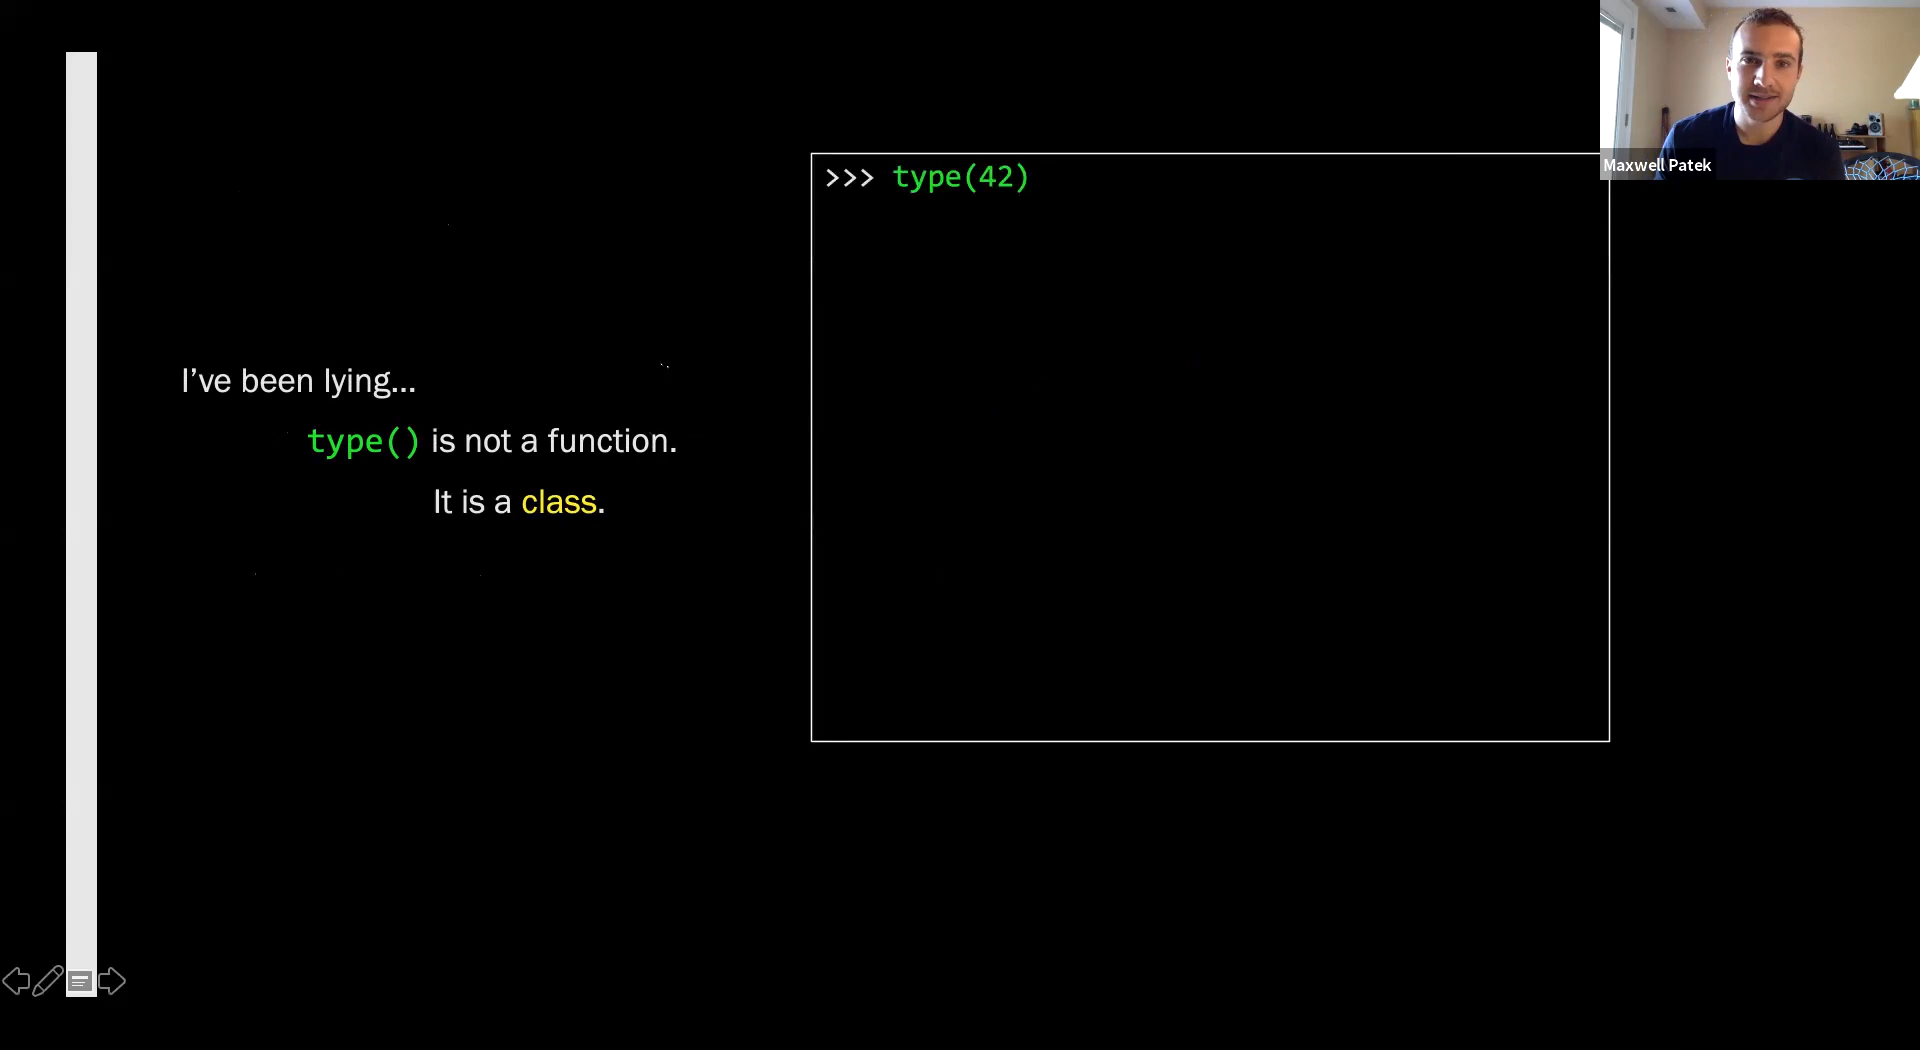 >>> type(42)
Maxwell Patek
I’ve been lying...
type() is not a function.
It is a class.